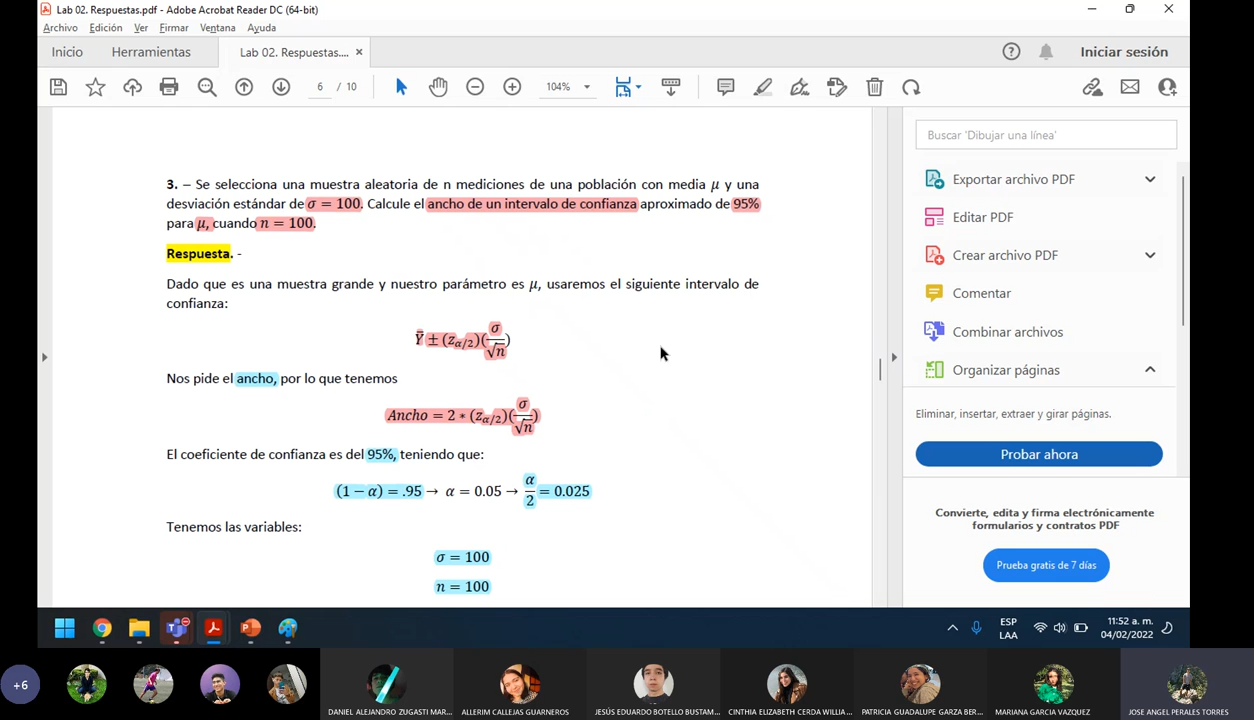 Lab 02. Respuestas.pdf - Adobe Acrobat Reader DC (64-bit)
Archivo Edición Ver Firmar Ventana Ayuda
Inicio Herramientas Lab 02. Respuestas.... × Iniciar sesión
6 / 10 104%
Buscar 'Dibujar una línea'
Exportar archivo PDF
Editar PDF
Crear archivo PDF
Comentar
Combinar archivos
Organizar páginas
Eliminar, insertar, extraer y girar páginas.
Probar ahora
Convierte, edita y firma electrónicamente
formularios y contratos PDF
Prueba gratis de 7 días
3. – Se selecciona una muestra aleatoria de n mediciones de una población con media μ y una
desviación estándar de σ = 100. Calcule el ancho de un intervalo de confianza aproximado de 95%
para μ, cuando n = 100.
Respuesta. -
Dado que es una muestra grande y nuestro parámetro es μ, usaremos el siguiente intervalo de
confianza:
Ȳ ± (z_{α/2})(σ/√n)
Nos pide el ancho, por lo que tenemos
Ancho = 2 ∗ (z_{α/2})(σ/√n)
El coeficiente de confianza es del 95%, teniendo que:
(1 − α) = .95 → α = 0.05 → α/2 = 0.025
Tenemos las variables:
σ = 100
n = 100
ESP
LAA
11:52 a. m.
04/02/2022
+6
DANIEL ALEJANDRO ZUGASTI MAR...
ALLERIM CALLEJAS GUARNEROS
JESÚS EDUARDO BOTELLO BUSTAM...
CINTHIA ELIZABETH CERDA WILLIA...
PATRICIA GUADALUPE GARZA BER...
MARIANA GARCIA VAZQUEZ
JOSE ANGEL PERALES TORRES